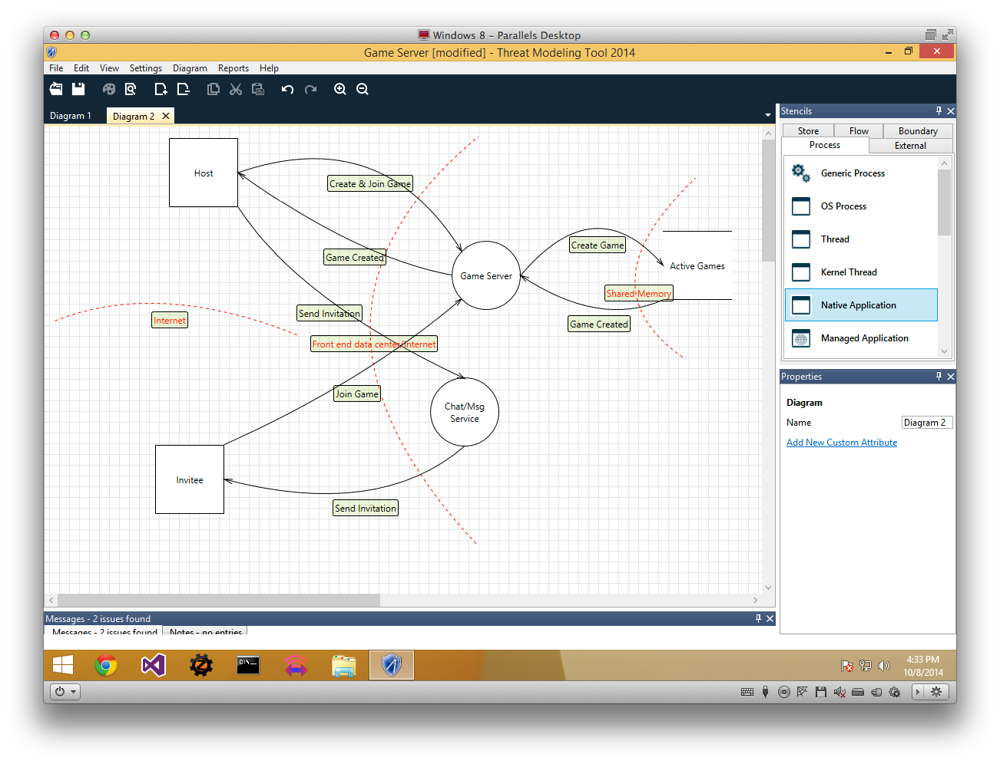 Windows 8 - Parallels Desktop
Game Server [modified] - Threat Modeling Tool 2014
File Edit View Settings Diagram Reports Help
Diagram 1
Diagram 2
Host
Create & Join Game
Game Created
Game Server
Create Game
Active Games
Shared Memory
Game Created
Internet
Send Invitation
Front end data center/Internet
Join Game
Chat/Msg
Service
Invitee
Send Invitation
Stencils
Store Flow Boundary
Process External
Generic Process
OS Process
Thread
Kernel Thread
Native Application
Managed Application
Properties
Diagram
Name Diagram 2
Add New Custom Attribute
Messages - 2 issues found
Messages - 2 issues found Notes - no entries
C:\
4:33 PM
10/8/2014